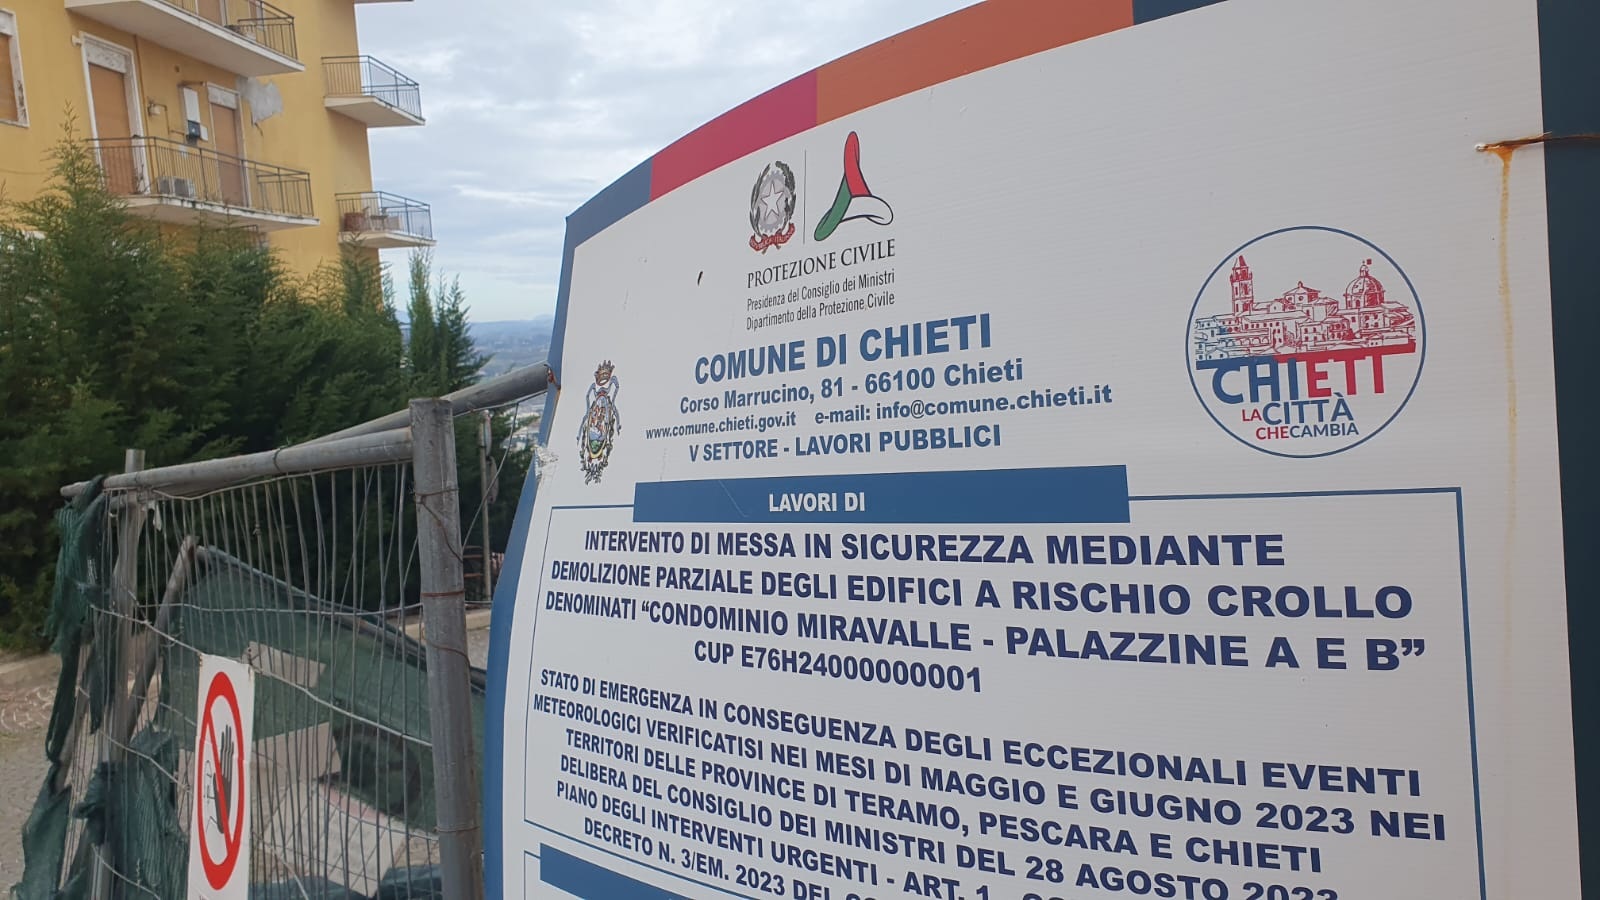 PROTEZIONE CIVILE
Presidenza del Consiglio dei Ministri
Dipartimento della Protezione Civile
COMUNE DI CHIETI
Corso Marrucino, 81 - 66100 Chieti
www.comune.chieti.gov.it e-mail: info@comune.chieti.it
V SETTORE - LAVORI PUBBLICI
CHIETI
LA CITTÀ
CHE CAMBIA
LAVORI DI
INTERVENTO DI MESSA IN SICUREZZA MEDIANTE
DEMOLIZIONE PARZIALE DEGLI EDIFICI A RISCHIO CROLLO
DENOMINATI “CONDOMINIO MIRAVALLE - PALAZZINE A E B”
CUP E76H24000000001
STATO DI EMERGENZA IN CONSEGUENZA DEGLI ECCEZIONALI EVENTI
METEOROLOGICI VERIFICATISI NEI MESI DI MAGGIO E GIUGNO 2023 NEI
TERRITORI DELLE PROVINCE DI TERAMO, PESCARA E CHIETI
DELIBERA DEL CONSIGLIO DEI MINISTRI DEL 28 AGOSTO 2023
PIANO DEGLI INTERVENTI URGENTI - ART. 1
DECRETO N. 3/EM. 2023 DEL